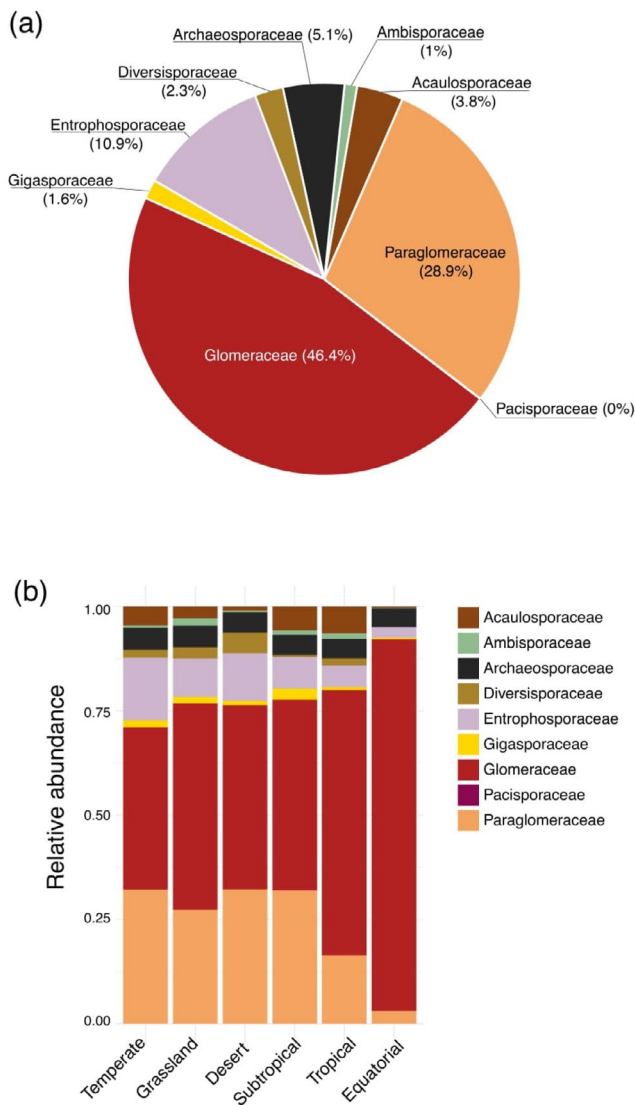 (a)
Archaeosporaceae (5.1%)
Ambisporaceae
(1%)
Diversisporaceae
(2.3%)
Acaulosporaceae
(3.8%)
Entrophosporaceae
(10.9%)
Gigasporaceae
(1.6%)
Paraglomeraceae
(28.9%)
Glomeraceae (46.4%)
Pacisporaceae (0%)
(b)
Relative abundance
1.00
0.75
0.50
0.25
0.00
Temperate
Grassland
Desert
Subtropical
Tropical
Equatorial
Acaulosporaceae
Ambisporaceae
Archaeosporaceae
Diversisporaceae
Entrophosporaceae
Gigasporaceae
Glomeraceae
Pacisporaceae
Paraglomeraceae